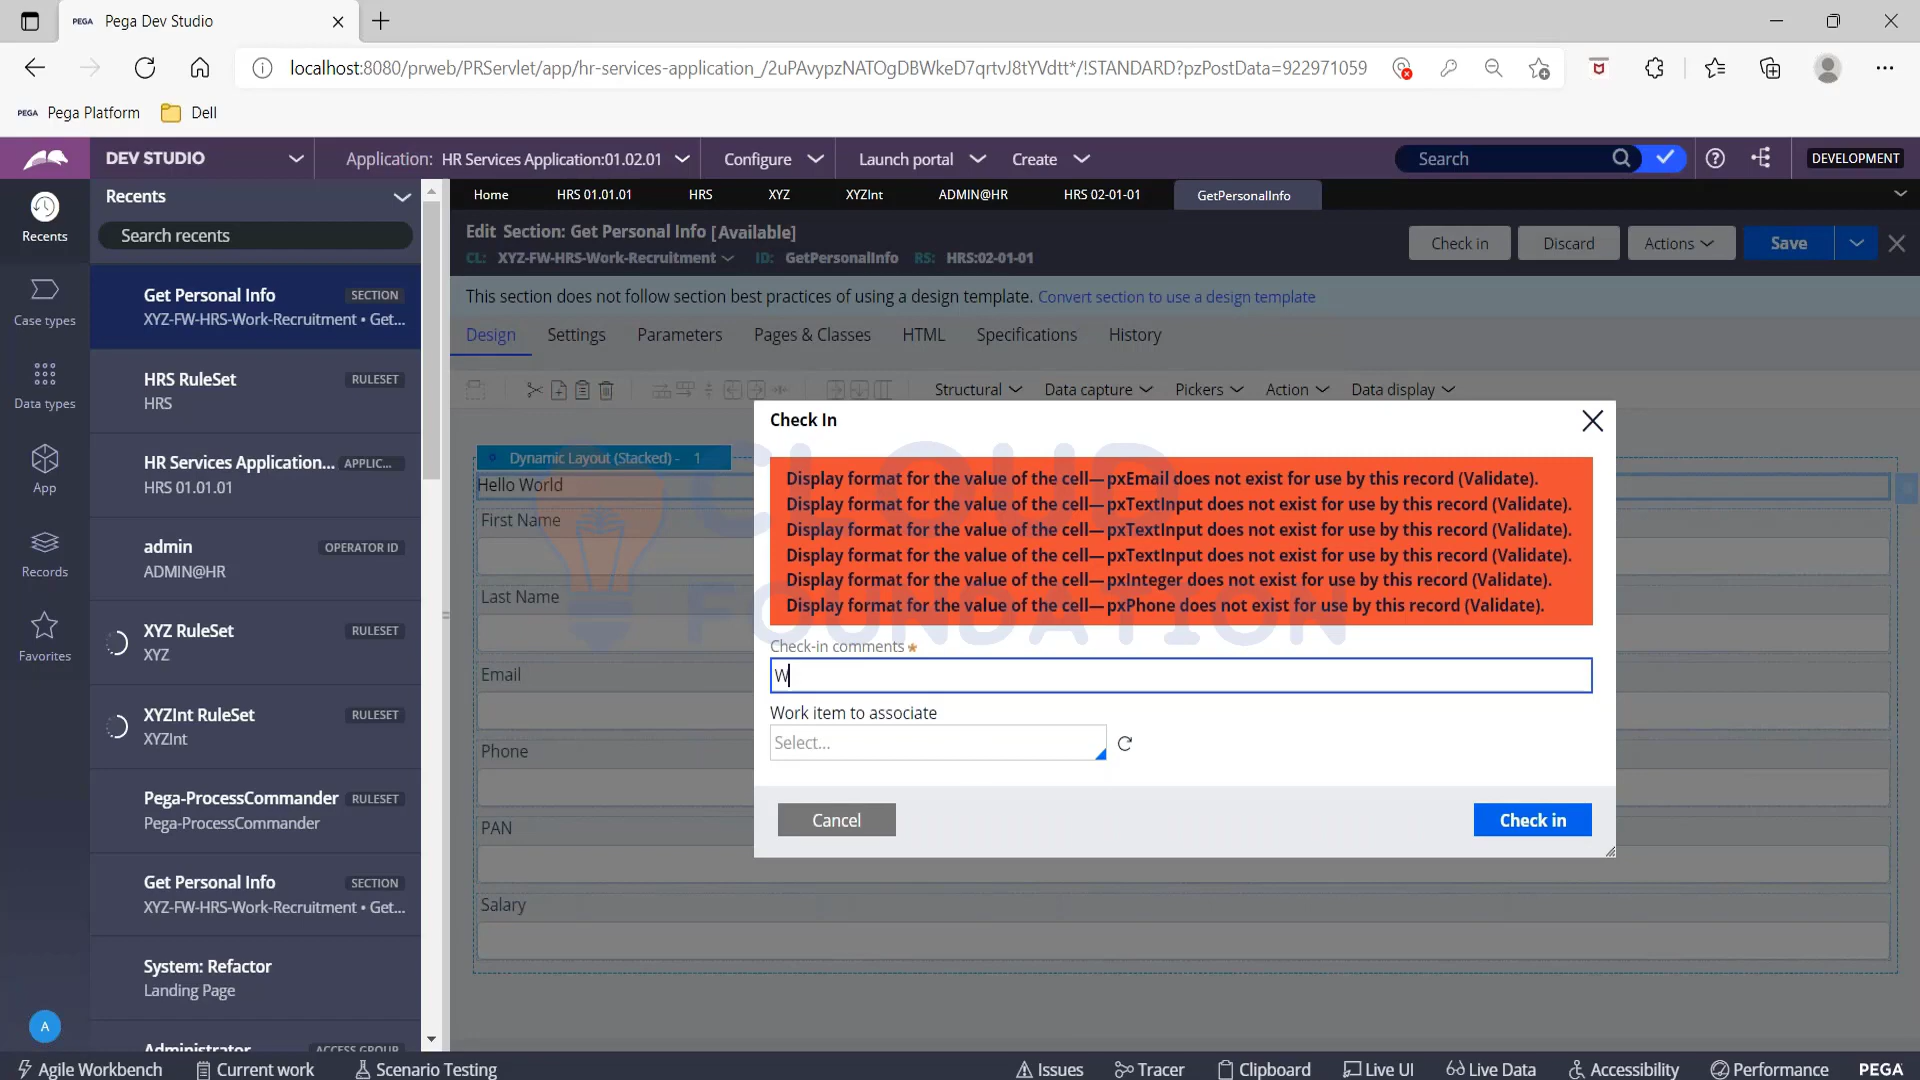 PEGA Pega Dev Studio
localhost:8080/prweb/PRServlet/app/hr-services-application_/2uPAvypzNATOgDBWkeD7qrtvJ8tYVdtt*/!STANDARD?pzPostData=922971059
PEGA Pega Platform Dell
DEV STUDIO Application: HR Services Application:01.02.01 Configure Launch portal Create Search DEVELOPMENT
Recents
Search recents
Get Personal Info SECTION
XYZ-FW-HRS-Work-Recruitment • Get...
HRS RuleSet RULESET
HRS
HR Services Application... APPLIC...
HRS 01.01.01
admin OPERATOR ID
ADMIN@HR
XYZ RuleSet RULESET
XYZ
XYZInt RuleSet RULESET
XYZInt
Pega-ProcessCommander RULESET
Pega-ProcessCommander
Get Personal Info SECTION
XYZ-FW-HRS-Work-Recruitment • Get...
System: Refactor
Landing Page
Administrator ACCESS GROUP
Recents
Case types
Data types
App
Records
Favorites
A
Home HRS 01.01.01 HRS XYZ XYZInt ADMIN@HR HRS 02-01-01 GetPersonalInfo
Edit Section: Get Personal Info [Available]
CL: XYZ-FW-HRS-Work-Recruitment ID: GetPersonalInfo RS: HRS:02-01-01
Check in Discard Actions Save
This section does not follow section best practices of using a design template. Convert section to use a design template
Design Settings Parameters Pages & Classes HTML Specifications History
Structural Data capture Pickers Action Data display
Dynamic Layout (Stacked) - 1
Hello World
First Name
Last Name
Email
Phone
PAN
Salary
Check In
Display format for the value of the cell—pxEmail does not exist for use by this record (Validate).
Display format for the value of the cell—pxTextInput does not exist for use by this record (Validate).
Display format for the value of the cell—pxTextInput does not exist for use by this record (Validate).
Display format for the value of the cell—pxTextInput does not exist for use by this record (Validate).
Display format for the value of the cell—pxInteger does not exist for use by this record (Validate).
Display format for the value of the cell—pxPhone does not exist for use by this record (Validate).
Check-in comments *
W
Work item to associate
Select...
Cancel Check in
CLOUD
FOUNDATION
Agile Workbench Current work Scenario Testing Issues Tracer Clipboard Live UI Live Data Accessibility Performance PEGA